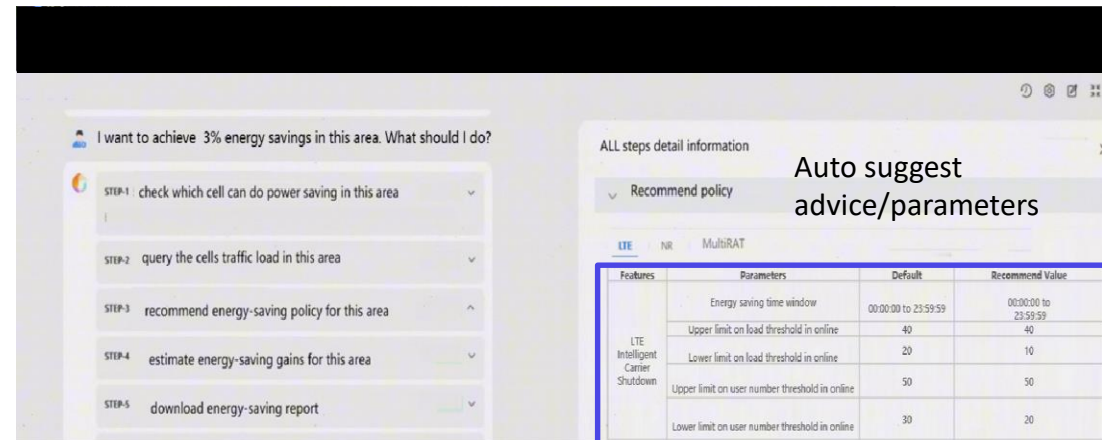 I want to achieve 3% energy savings in this area. What should I do?
STEP-1 check which cell can do power saving in this area
STEP-2 query the cells traffic load in this area
STEP-3 recommend energy-saving policy for this area
STEP-4 estimate energy-saving gains for this area
STEP-5 download energy-saving report
ALL steps detail information
Auto suggest
advice/parameters
Recommend policy
LTE NR MultiRAT
Features Parameters Default Recommend Value
LTE
Intelligent
Carrier
Shutdown
Energy saving time window 00:00:00 to 23:59:59 00:00:00 to
23:59:59
Upper limit on load threshold in online 40 40
Lower limit on load threshold in online 20 10
Upper limit on user number threshold in online 50 50
Lower limit on user number threshold in online 30 20